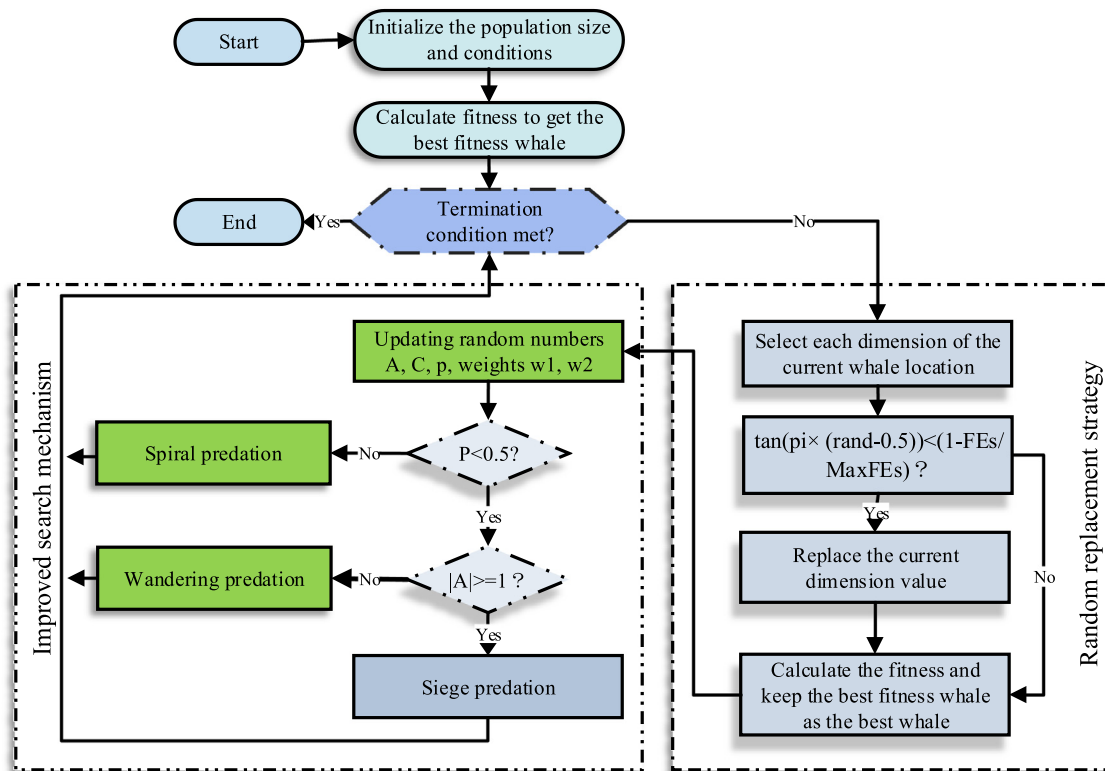 Start
Initialize the population size
and conditions
Calculate fitness to get the
best fitness whale
Termination
condition met?
Yes
End
No
Improved search mechanism
Updating random numbers
A, C, p, weights w1, w2
P<0.5?
No
Spiral predation
Yes
|A|>=1 ?
No
Wandering predation
Yes
Siege predation
Random replacement strategy
Select each dimension of the
current whale location
tan(pi× (rand-0.5))<(1-FEs/
MaxFEs) ?
Yes
No
Replace the current
dimension value
Calculate the fitness and
keep the best fitness whale
as the best whale